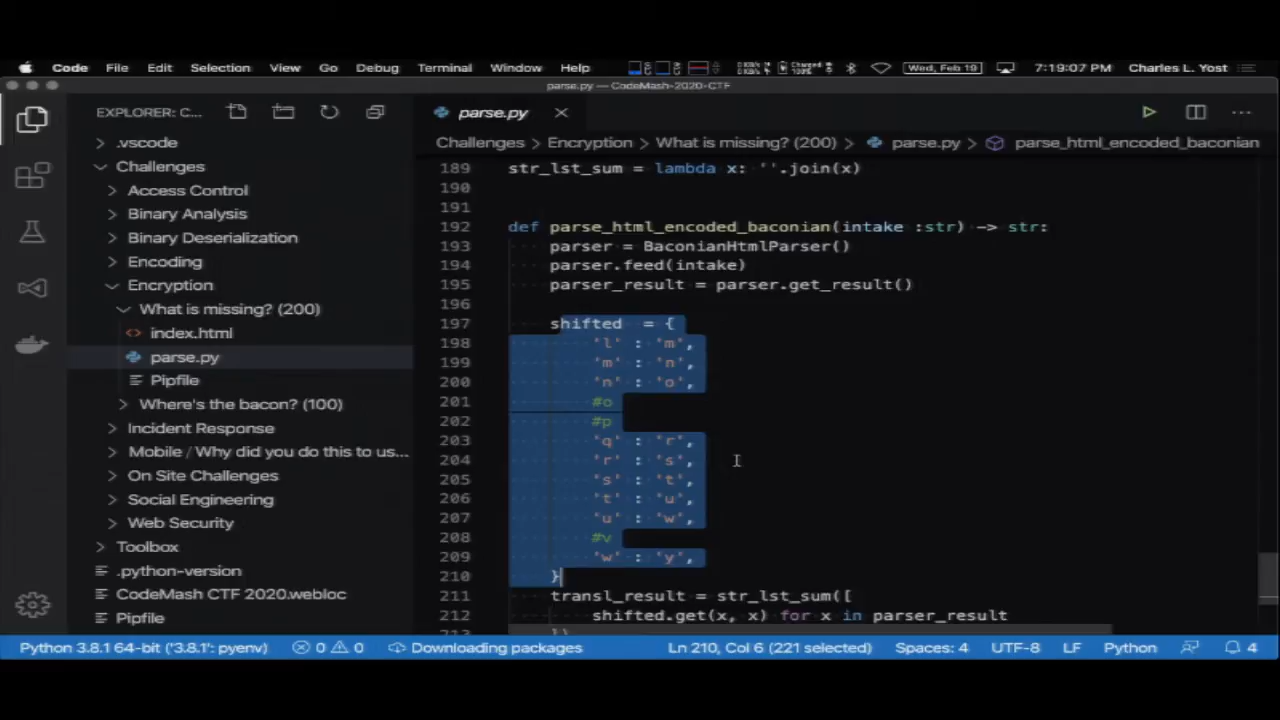 Code File Edit Selection View Go Debug Terminal Window Help Charged 100% Wed, Feb 19 7:19:07 PM Charles L. Yost
parse.py — CodeMash-2020-CTF
EXPLORER: C... parse.py
Challenges > Encryption > What is missing? (200) > parse.py > parse_html_encoded_baconian
.vscode
Challenges
Access Control
Binary Analysis
Binary Deserialization
Encoding
Encryption
What is missing? (200)
index.html
parse.py
Pipfile
Where's the bacon? (100)
Incident Response
Mobile / Why did you do this to us...
On Site Challenges
Social Engineering
Web Security
Toolbox
.python-version
CodeMash CTF 2020.webloc
Pipfile
189 str_lst_sum = lambda x: ''.join(x)
190
191
192 def parse_html_encoded_baconian(intake :str) -> str:
193 parser = BaconianHtmlParser()
194 parser.feed(intake)
195 parser_result = parser.get_result()
196
197 shifted = {
198 'l' : 'm',
199 'm' : 'n',
200 'n' : 'o',
201 #o
202 #p
203 'q' : 'r',
204 'r' : 's',
205 's' : 't',
206 't' : 'u',
207 'u' : 'w',
208 #v
209 'w' : 'y',
210 }
211 transl_result = str_lst_sum([
212 shifted.get(x, x) for x in parser_result
213 ])
Python 3.8.1 64-bit ('3.8.1': pyenv) 0 0 Downloading packages Ln 210, Col 6 (221 selected) Spaces: 4 UTF-8 LF Python 4